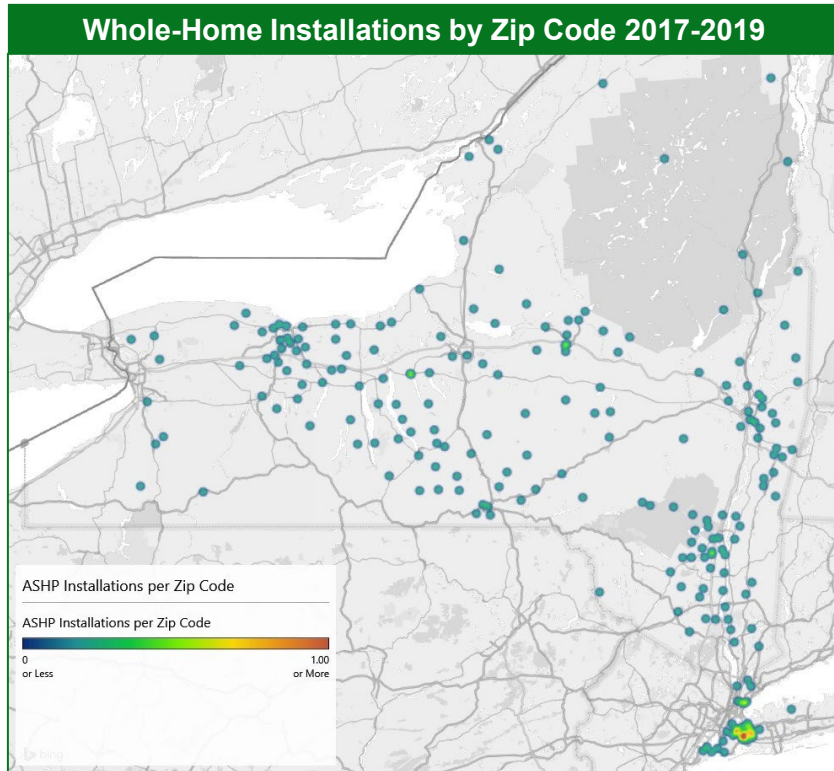 Whole-Home Installations by Zip Code 2017-2019
ASHP Installations per Zip Code
ASHP Installations per Zip Code
0 1.00
or Less or More
bing